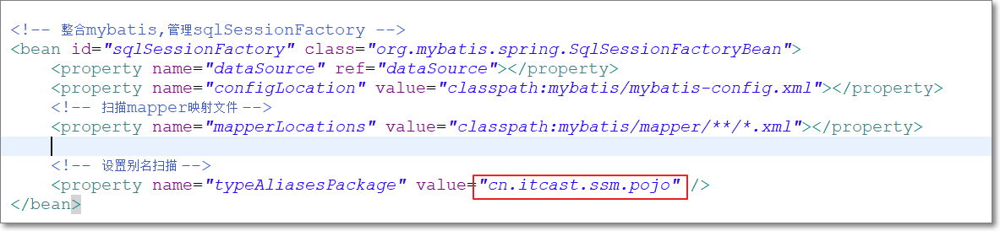 <!-- 整合mybatis,管理sqlSessionFactory -->
<bean id="sqlSessionFactory" class="org.mybatis.spring.SqlSessionFactoryBean">
<property name="dataSource" ref="dataSource"></property>
<property name="configLocation" value="classpath:mybatis/mybatis-config.xml"></property>
<!-- 扫描mapper映射文件 -->
<property name="mapperLocations" value="classpath:mybatis/mapper/**/*.xml"></property>
<!-- 设置别名扫描 -->
<property name="typeAliasesPackage" value="cn.itcast.ssm.pojo" />
</bean>